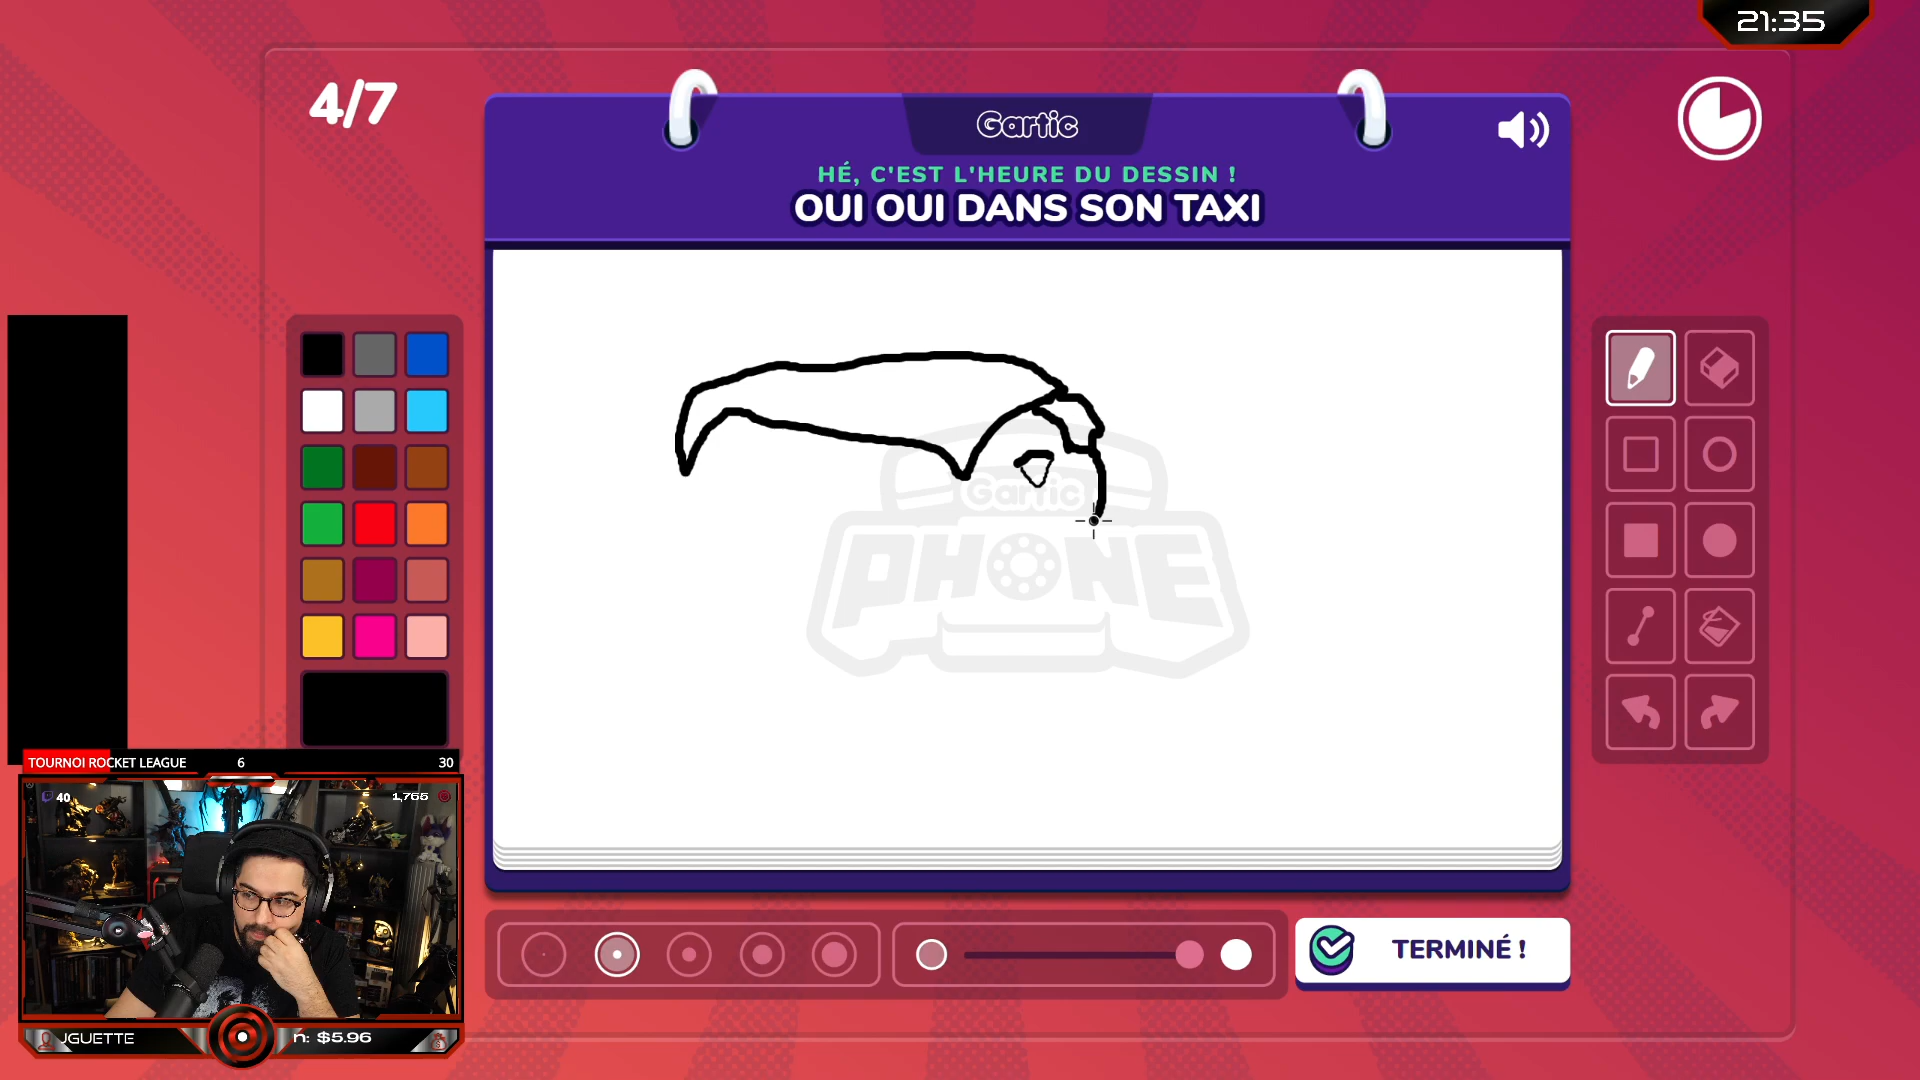 21:35
4/7
Gartic
HÉ, C'EST L'HEURE DU DESSIN !
OUI OUI DANS SON TAXI
Gartic
PHONE
TOURNOI ROCKET LEAGUE 6 30
40 1,765
JGUETTE n: $5.96
TERMINÉ !